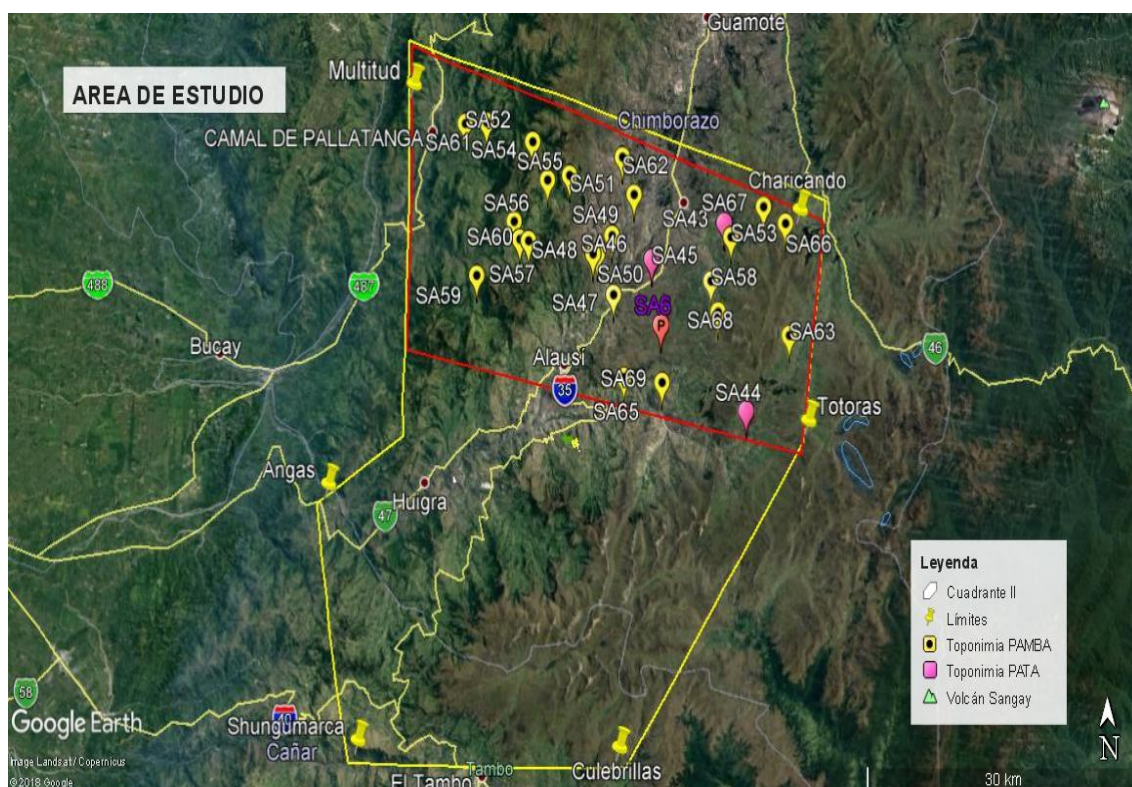 Guamote
Multitud
AREA DE ESTUDIO
Chimborazo
SA52
CAMAL DE PALLATANGA
SA61
SA54
SA55
SA62
SA51
Charicando
SA56
SA49
SA43
SA67
SA60
SA48
SA46
SA53
SA66
SA45
SA57
SA50
SA58
488
487
SA59
SA47
SA6
SA68
SA63
Bucay
46
Alausí
35
SA69
SA65
SA44
Totoras
Angas
Huigra
47
Leyenda
Cuadrante II
Límites
Toponimia PAMBA
Toponimia PATA
Volcán Sangay
P
58
Google Earth
40
Shungumarca
Cañar
Culebrillas
Tambo
El Tambo
N
Image Landsat / Copernicus
© 2018 Google
30 km